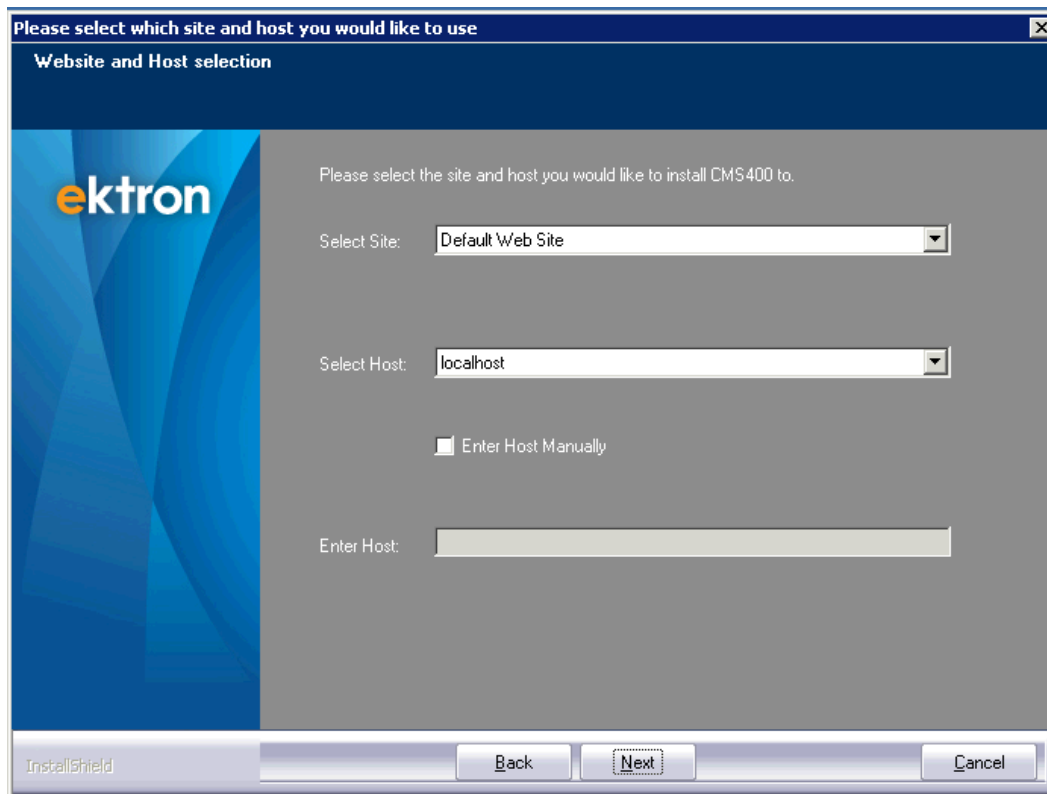 Please select which site and host you would like to use
Website and Host selection
ektron
Please select the site and host you would like to install CMS400 to.
Select Site:
Default Web Site
Select Host:
localhost
Enter Host Manually
Enter Host:
InstallShield
Back
Next
Cancel